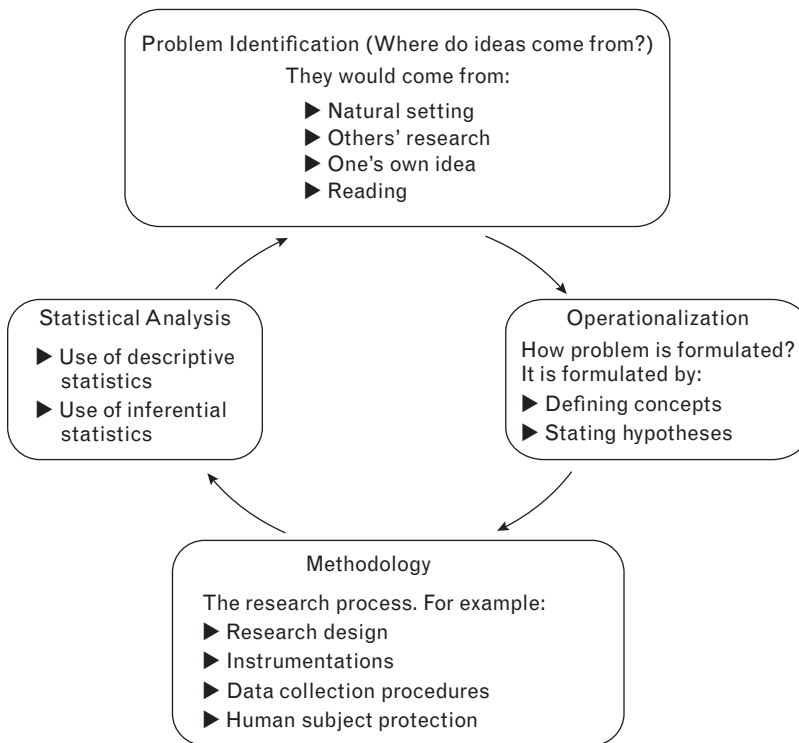 Problem Identification (Where do ideas come from?)
They would come from:
▶ Natural setting
▶ Others’ research
▶ One’s own idea
▶ Reading
Operationalization
How problem is formulated?
It is formulated by:
▶ Defining concepts
▶ Stating hypotheses
Methodology
The research process. For example:
▶ Research design
▶ Instrumentations
▶ Data collection procedures
▶ Human subject protection
Statistical Analysis
▶ Use of descriptive
statistics
▶ Use of inferential
statistics